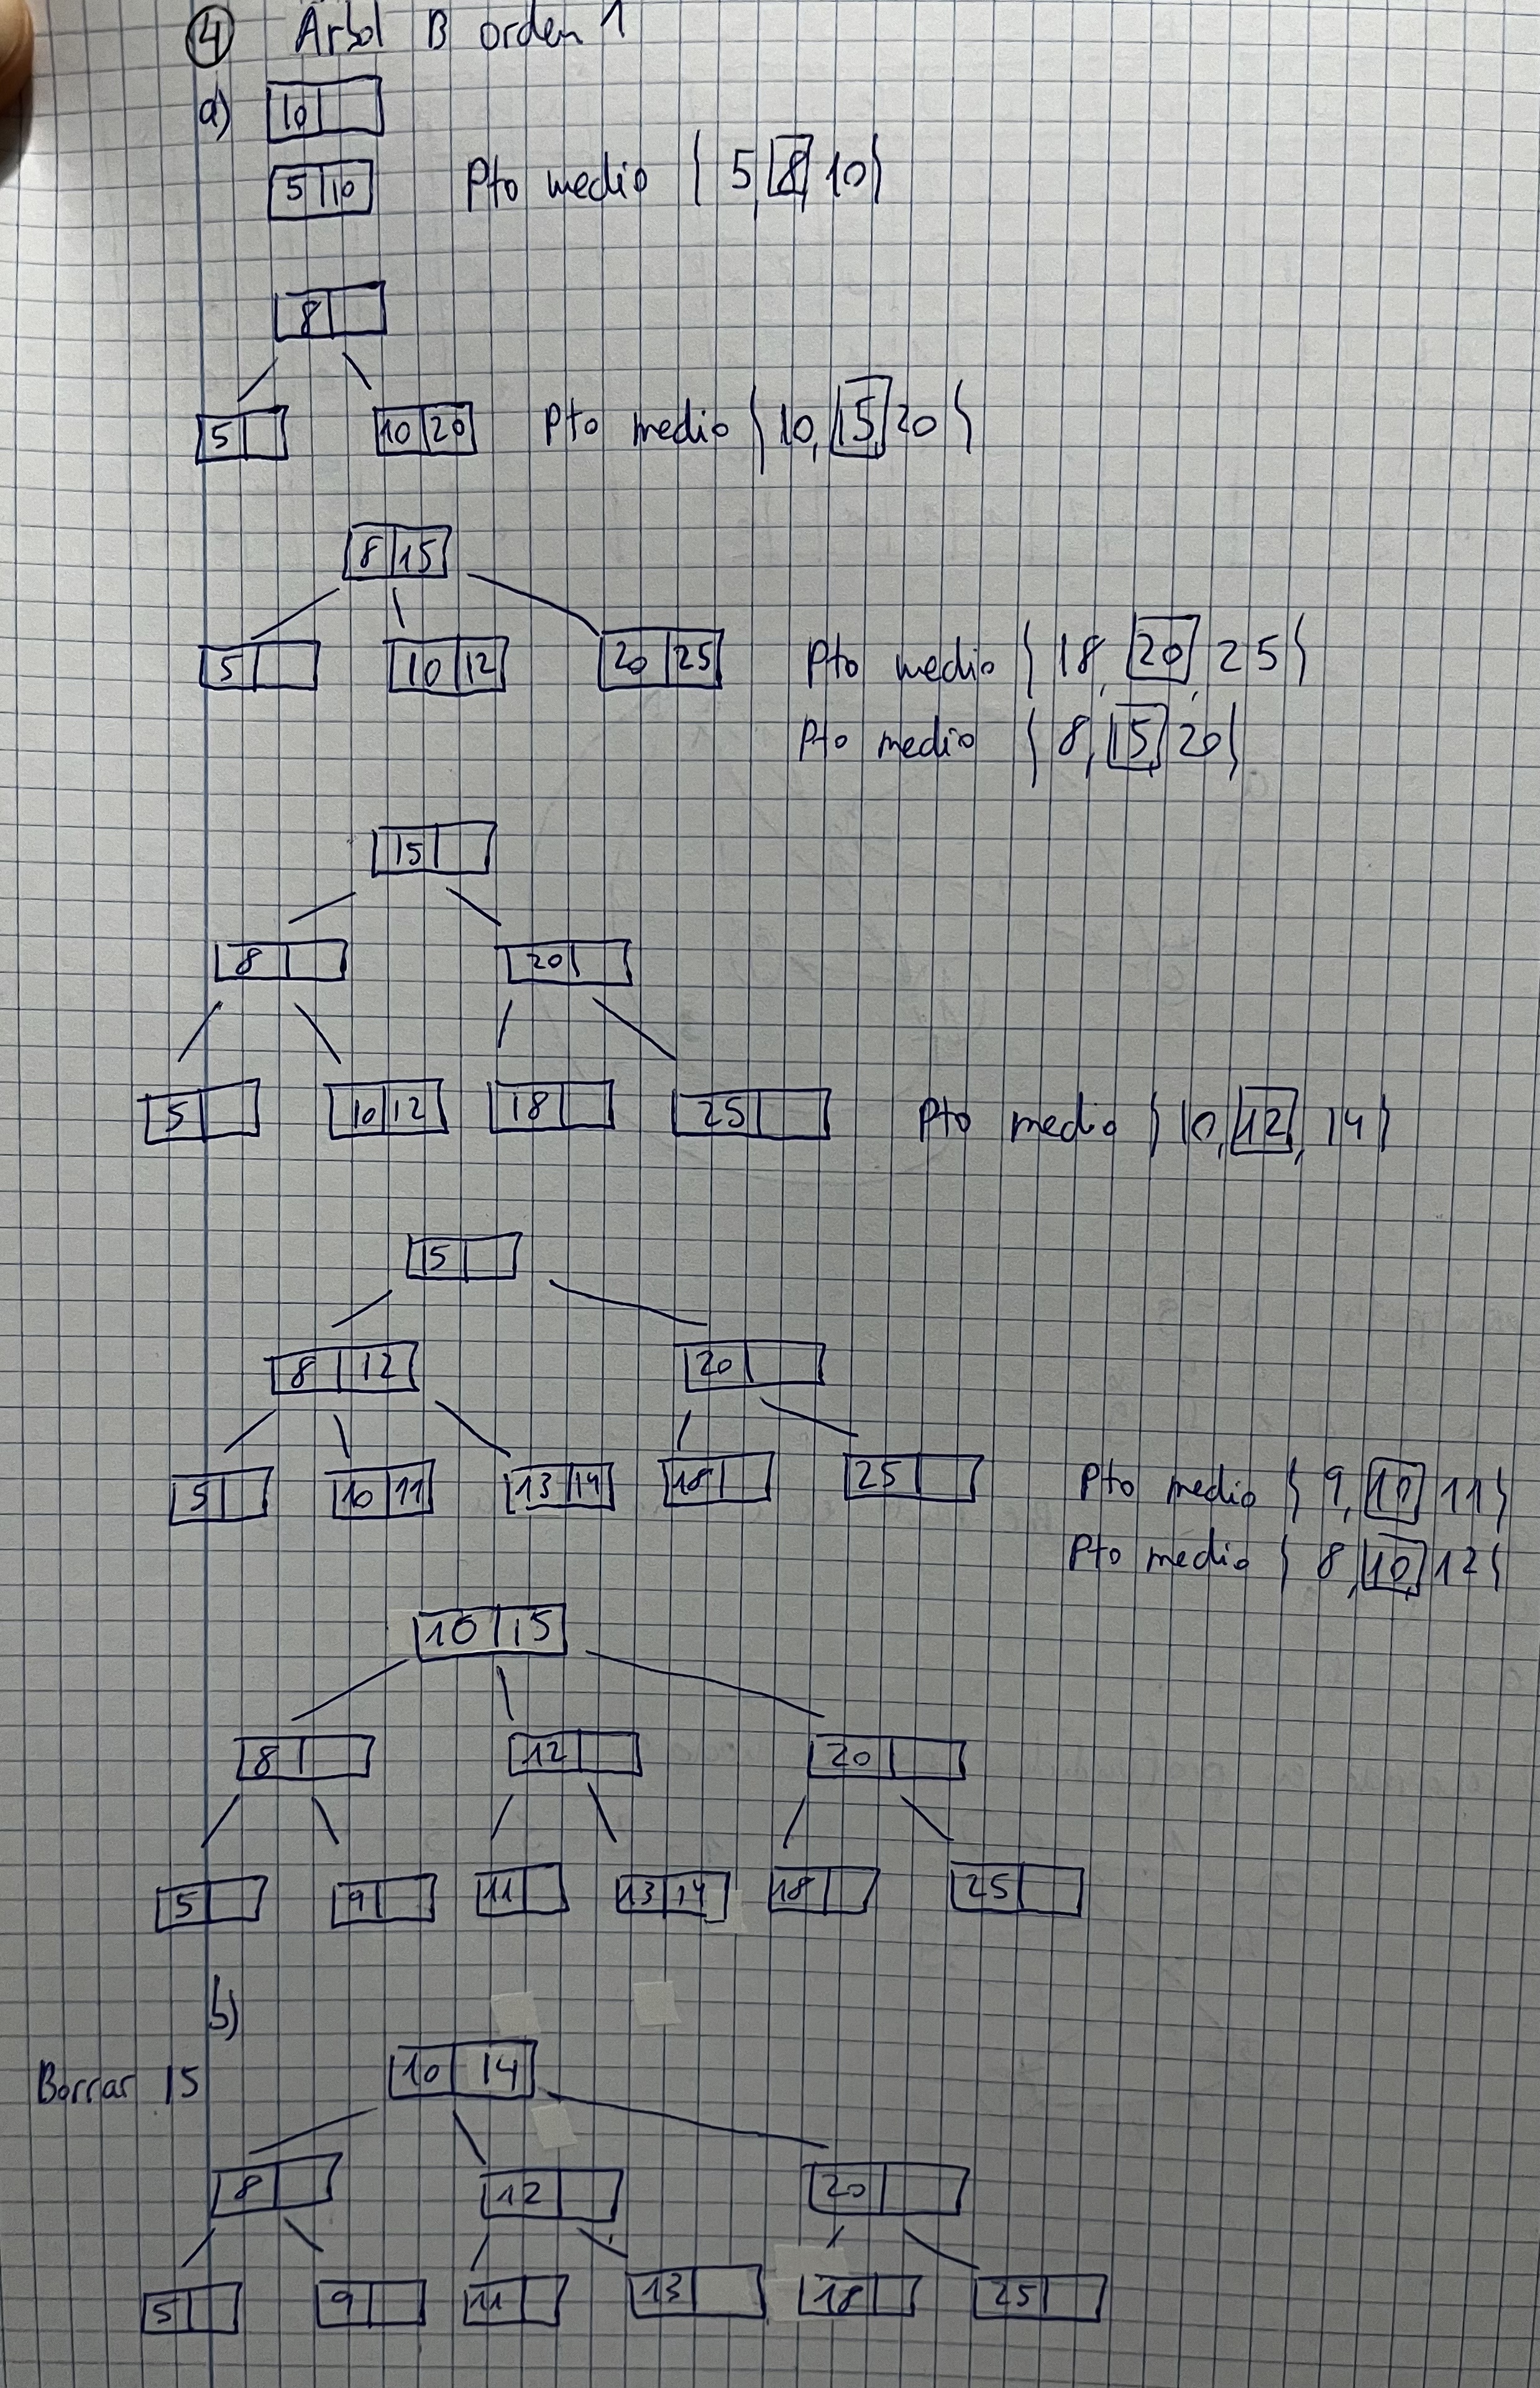 ④ Árbol B orden 1
a) 10
5 10 Pto medio { 5, 8, 10}
8
5 10 20 Pto medio { 10, 15, 20 }
8 15
5 10 12 20 25 Pto medio { 18, 20, 25}
Pto medio { 8, 15, 20}
15
8 20
5 10 12 18 25 Pto medio } 10, 12, 14}
15
8 12 20
5 10 11 13 14 18 25 Pto medio { 9, 10, 11}
Pto medio { 8, 10, 12}
10 15
8 12 20
5 9 11 13 14 18 25
b)
Borrar 15 10 14
8 12 20
5 9 11 13 18 25